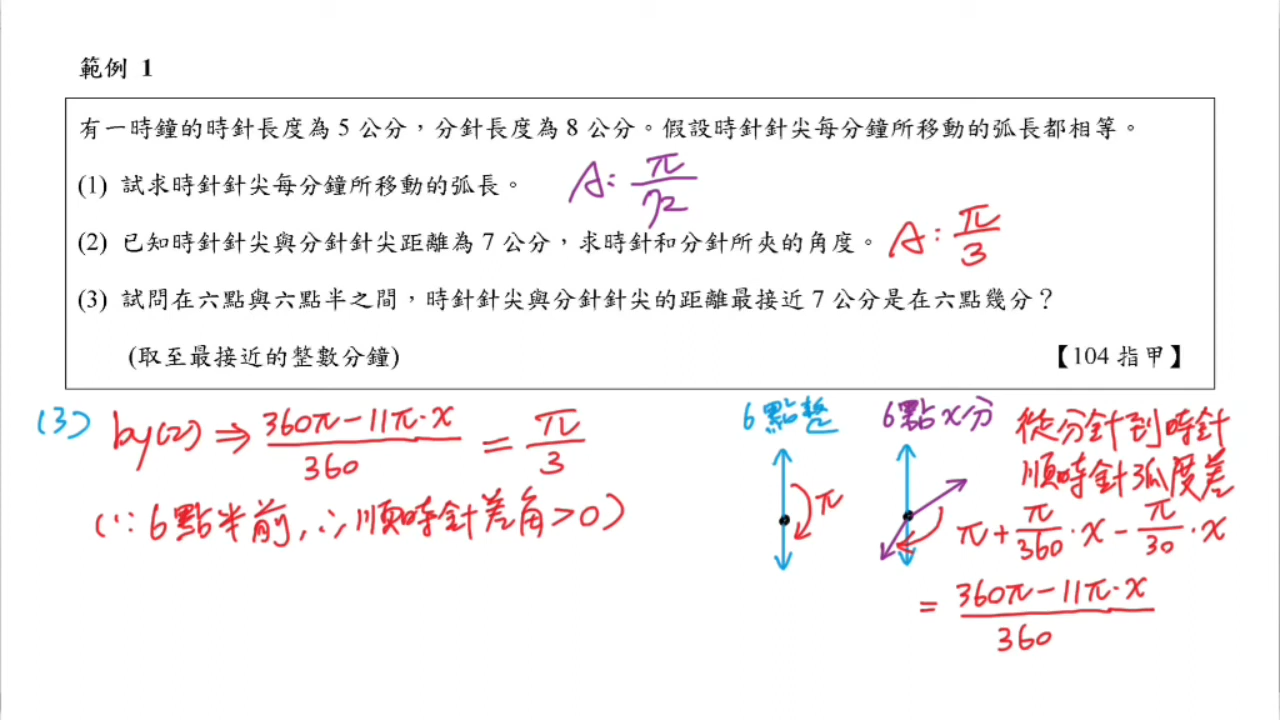 範例 1
有一時鐘的時針長度為 5 公分，分針長度為 8 公分。假設時針針尖每分鐘所移動的弧長都相等。
(1) 試求時針針尖每分鐘所移動的弧長。 A: π/72
(2) 已知時針針尖與分針針尖距離為 7 公分，求時針和分針所夾的角度。 A: π/3
(3) 試問在六點與六點半之間，時針針尖與分針針尖的距離最接近 7 公分是在六點幾分？
(取至最接近的整數分鐘) 【104 指甲】
(3) by(2) ⇒ (360π-11π·x)/360 = π/3
(∵ 6點半前, ∴ 順時針差角>0)
6點整
π
6點x分
從分針到時針
順時針弧度差
π + π/360·x - π/30·x
= (360π-11π·x)/360